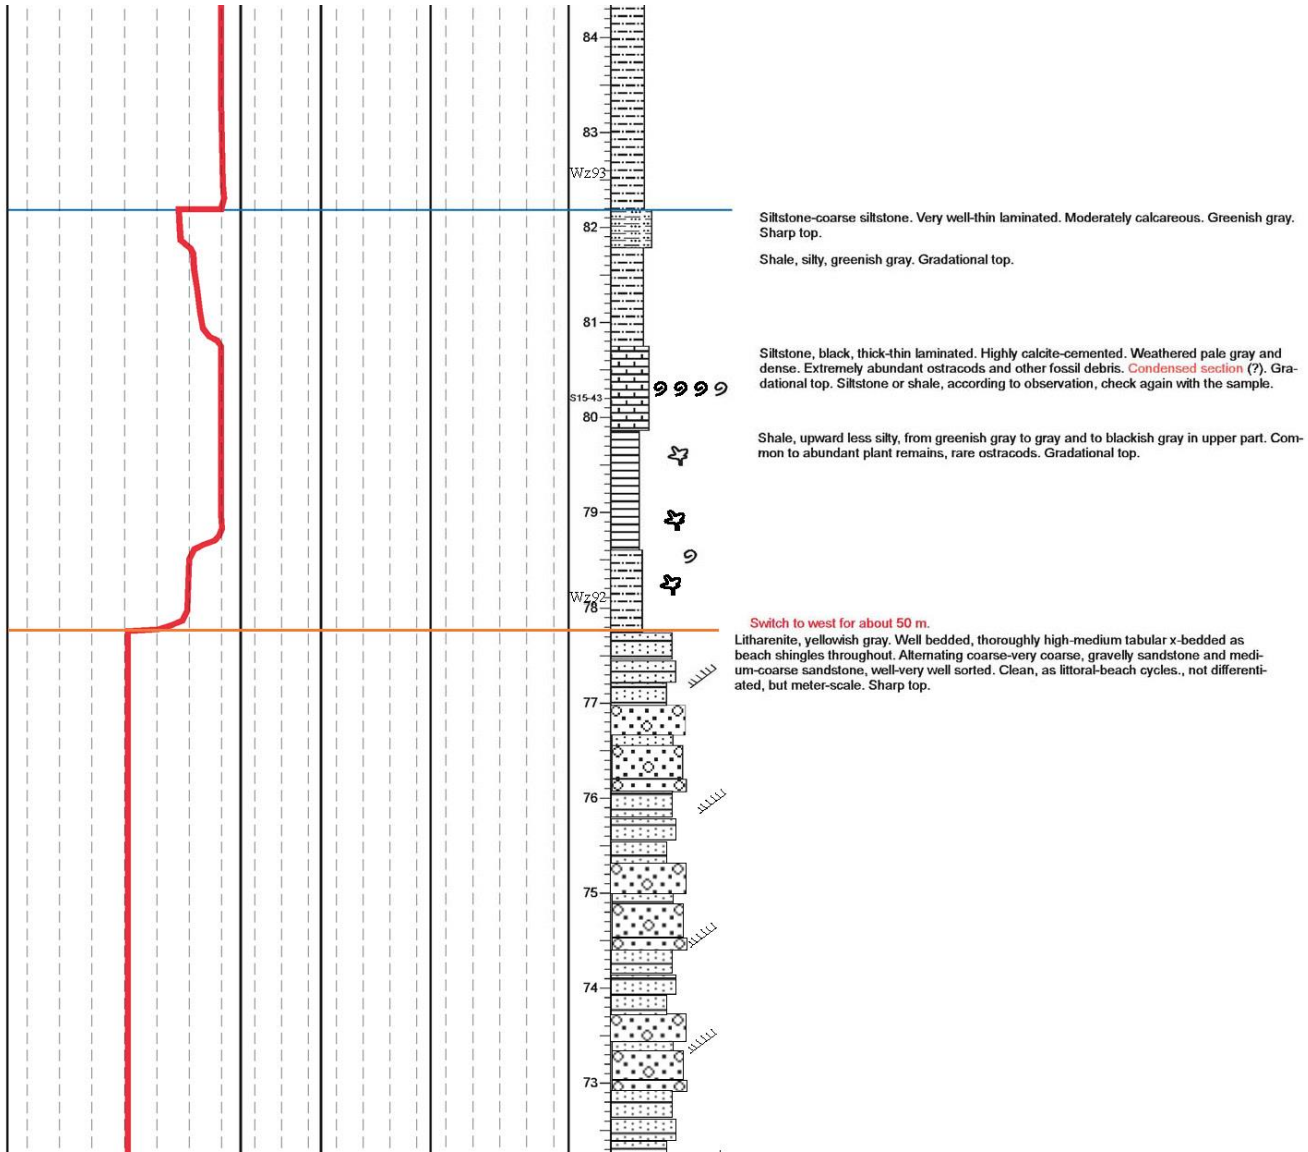 84
83
Wz93
82
Siltstone-coarse siltstone. Very well-thin laminated. Moderately calcareous. Greenish gray.
Sharp top.
Shale, silty, greenish gray. Gradational top.
81
Siltstone, black, thick-thin laminated. Highly calcite-cemented. Weathered pale gray and
dense. Extremely abundant ostracods and other fossil debris. Condensed section (?). Gra-
dational top. Siltstone or shale, according to observation, check again with the sample.
S15-43
80
Shale, upward less silty, from greenish gray to gray and to blackish gray in upper part. Com-
mon to abundant plant remains, rare ostracods. Gradational top.
79
Wz92
78
Switch to west for about 50 m.
Litharenite, yellowish gray. Well bedded, thoroughly high-medium tabular x-bedded as
beach shingles throughout. Alternating coarse-very coarse, gravelly sandstone and medi-
um-coarse sandstone, well-very well sorted. Clean, as littoral-beach cycles., not differenti-
ated, but meter-scale. Sharp top.
77
76
75
74
73